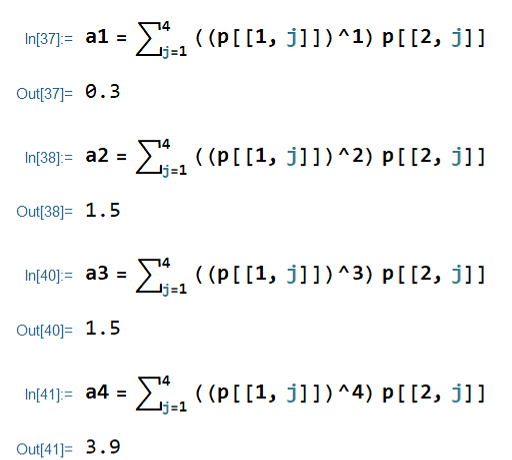 In[37]:= a1 = ∑_{j=1}^4 ((p[[1, j]])^1) p[[2, j]]
Out[37]= 0.3
In[38]:= a2 = ∑_{j=1}^4 ((p[[1, j]])^2) p[[2, j]]
Out[38]= 1.5
In[40]:= a3 = ∑_{j=1}^4 ((p[[1, j]])^3) p[[2, j]]
Out[40]= 1.5
In[41]:= a4 = ∑_{j=1}^4 ((p[[1, j]])^4) p[[2, j]]
Out[41]= 3.9